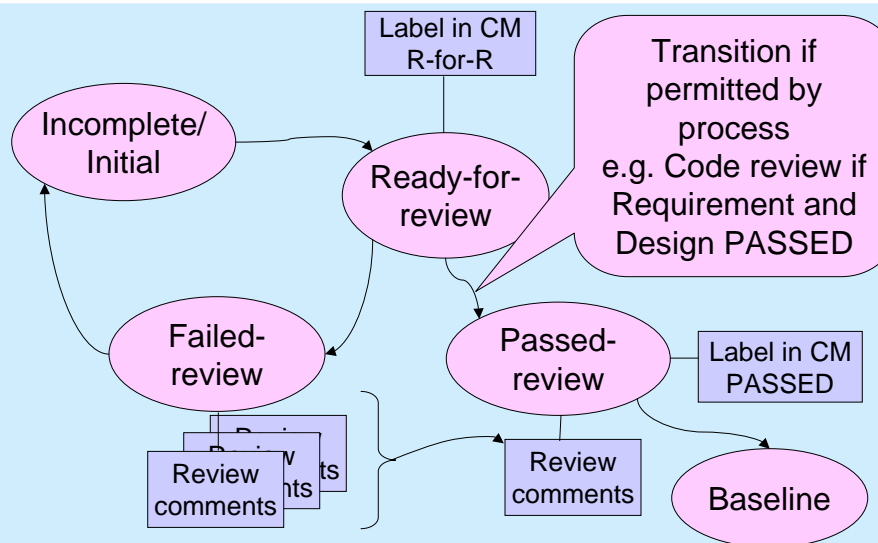 Label in CM
R-for-R
Transition if
permitted by
process
e.g. Code review if
Requirement and
Design PASSED
Incomplete/
Initial
Ready-for-
review
Failed-
review
Passed-
review
Label in CM
PASSED
Review
comments
Review
comments
Baseline